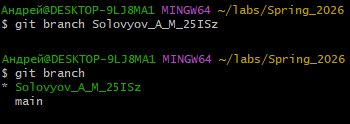 Андрей@DESKTOP-9LJ8MA1 MINGW64 ~/labs/Spring_2026
$ git branch Solovyov_A_M_25ISz
Андрей@DESKTOP-9LJ8MA1 MINGW64 ~/labs/Spring_2026
$ git branch
* Solovyov_A_M_25ISz
  main